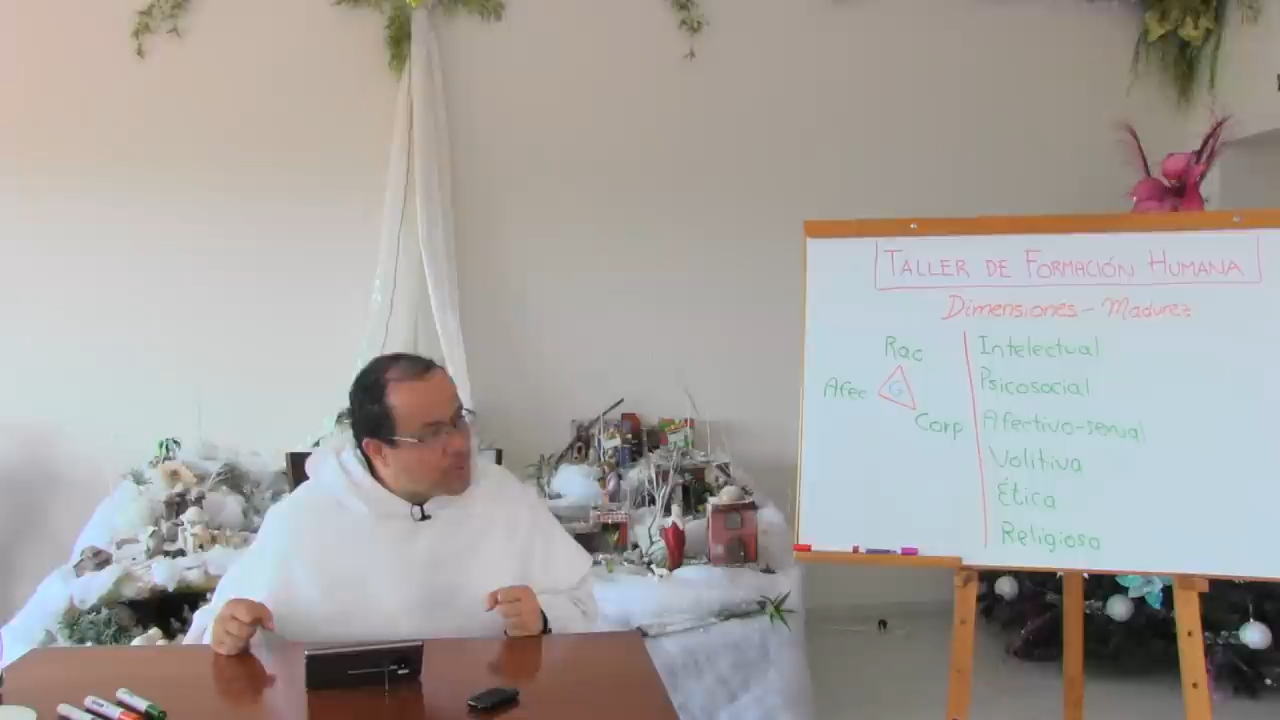 TALLER DE FORMACIÓN HUMANA
Dimensiones - Madurez
Rac
Afec
G
Corp
Intelectual
Psicosocial
Afectivo-sexual
Volitiva
Ética
Religiosa